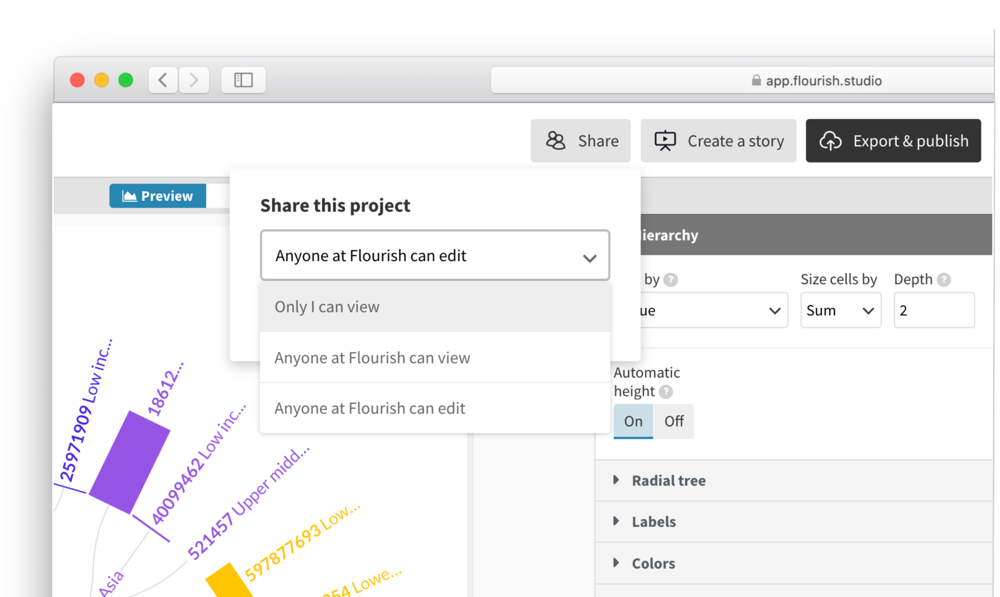 app.flourish.studio
Share
Create a story
Export & publish
Preview
Share this project
Anyone at Flourish can edit
Only I can view
Anyone at Flourish can view
Anyone at Flourish can edit
ierarchy
by ?
Size cells by
Depth ?
ue
Sum
2
Automatic
height ?
On
Off
Radial tree
Labels
Colors
25971909 Low inc...
18612...
40099462 Low inc...
521457 Upper midd...
597877693 Low...
354 Lowe...
Asia